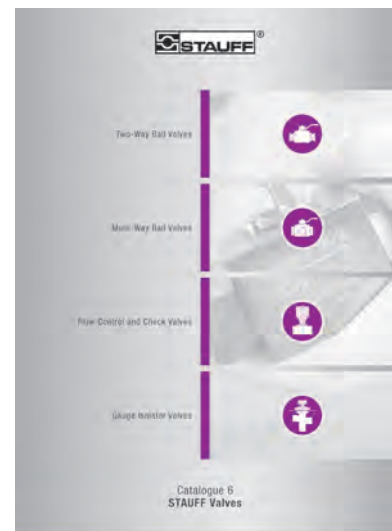 STAUFF®
Two-Way Ball Valves
Multi-Way Ball Valves
Flow Control and Check Valves
Gauge Isolator Valves
Catalogue 6
STAUFF Valves